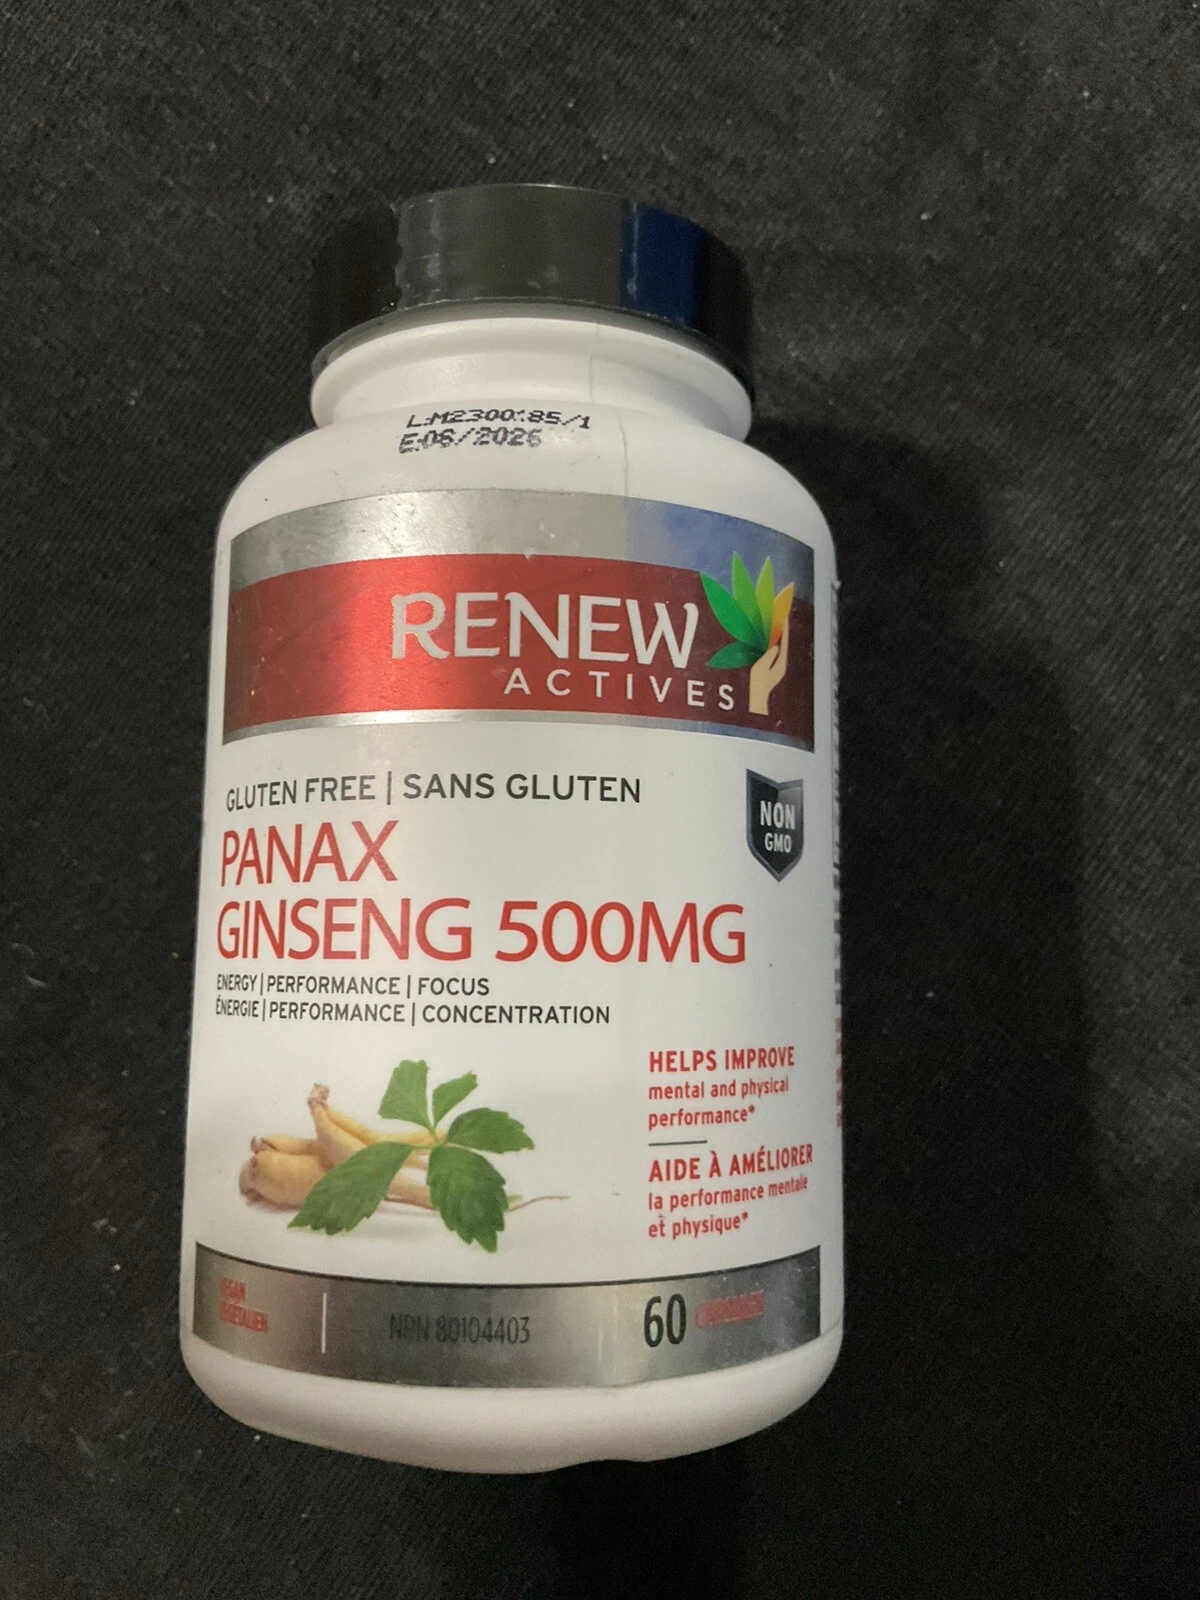 L:M2300185/1
E:06/2026
RENEW
ACTIVES
GLUTEN FREE | SANS GLUTEN
NON
GMO
PANAX
GINSENG 500MG
ENERGY | PERFORMANCE | FOCUS
ÉNERGIE | PERFORMANCE | CONCENTRATION
HELPS IMPROVE
mental and physical
performance*
AIDE À AMÉLIORER
la performance mentale
et physique*
VEGAN
VÉGÉTALIEN
NPN 80104403
60 CAPSULES